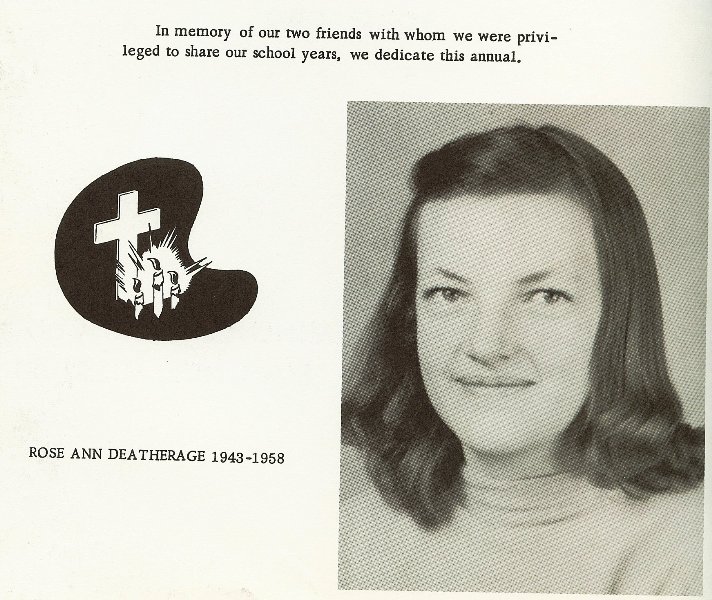 In memory of our two friends with whom we were privi-
leged to share our school years, we dedicate this annual.
ROSE ANN DEATHERAGE 1943-1958